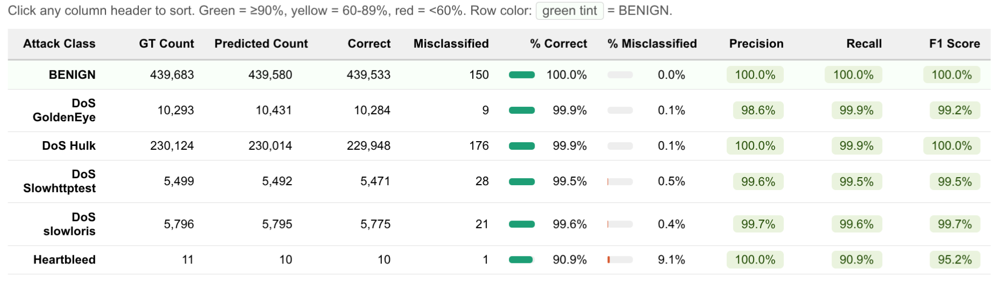 Click any column header to sort. Green = ≥90%, yellow = 60-89%, red = <60%. Row color: green tint = BENIGN.
Attack Class GT Count Predicted Count Correct Misclassified % Correct % Misclassified Precision Recall F1 Score
BENIGN 439,683 439,580 439,533 150 100.0% 0.0% 100.0% 100.0% 100.0%
DoS
GoldenEye 10,293 10,431 10,284 9 99.9% 0.1% 98.6% 99.9% 99.2%
DoS Hulk 230,124 230,014 229,948 176 99.9% 0.1% 100.0% 99.9% 100.0%
DoS
Slowhttptest 5,499 5,492 5,471 28 99.5% 0.5% 99.6% 99.5% 99.5%
DoS
slowloris 5,796 5,795 5,775 21 99.6% 0.4% 99.7% 99.6% 99.7%
Heartbleed 11 10 10 1 90.9% 9.1% 100.0% 90.9% 95.2%